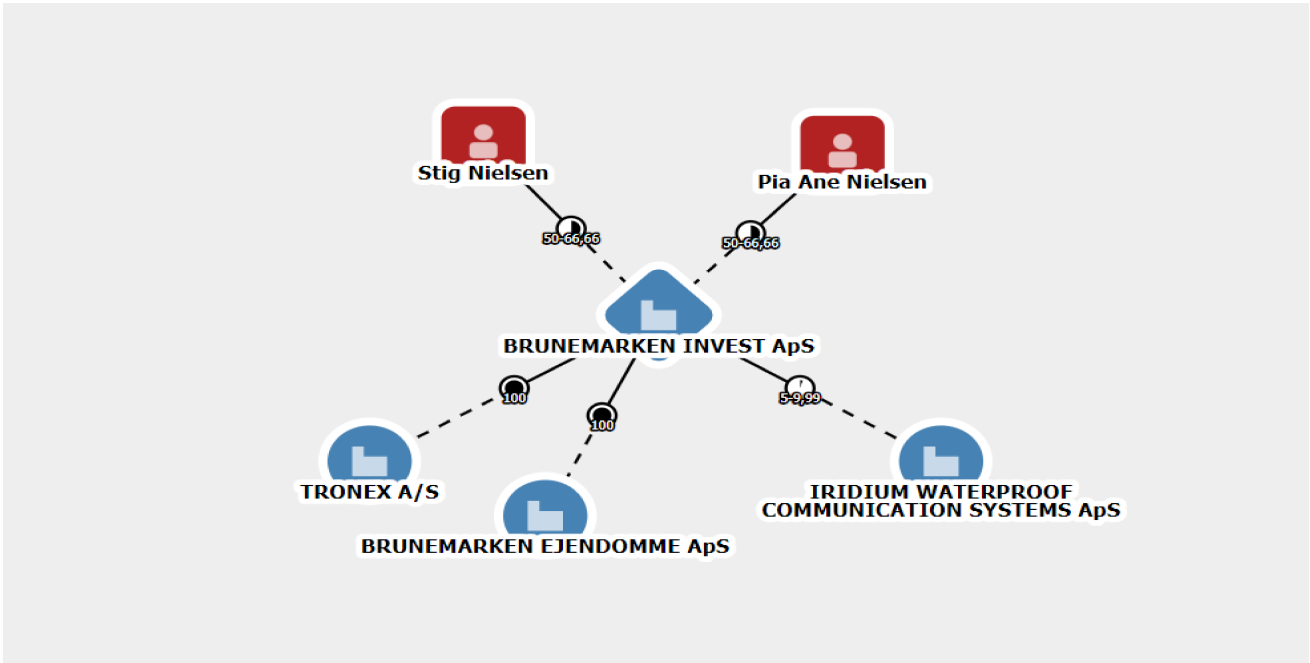 Stig Nielsen
Pia Ane Nielsen
50-66,66
50-66,66
BRUNEMARKEN INVEST ApS
100
5-9,99
100
TRONEX A/S
IRIDIUM WATERPROOF
COMMUNICATION SYSTEMS ApS
BRUNEMARKEN EJENDOMME ApS